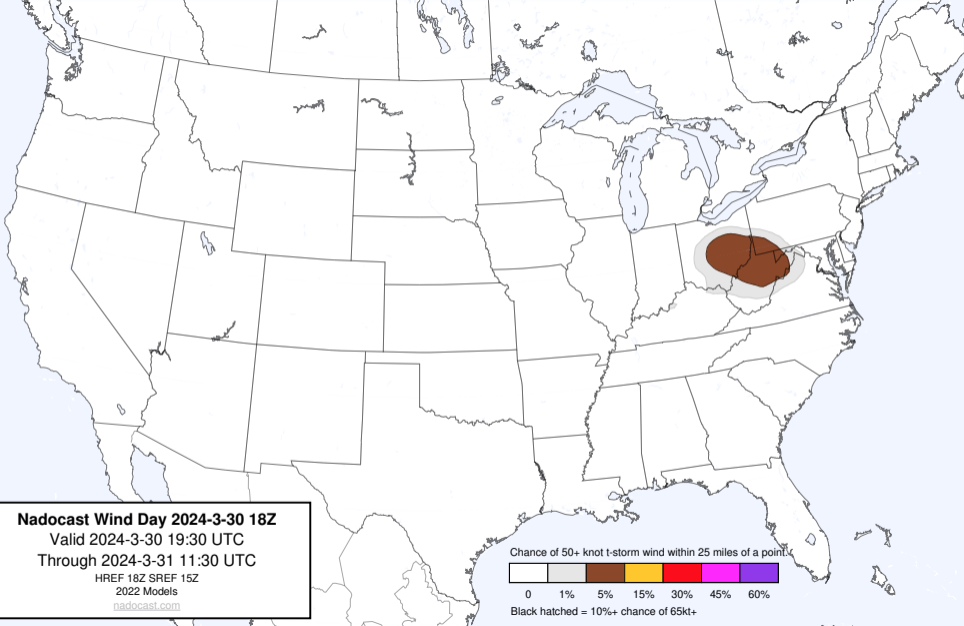 Nadocast Wind Day 2024-3-30 18Z
Valid 2024-3-30 19:30 UTC
Through 2024-3-31 11:30 UTC
HREF 18Z SREF 15Z
2022 Models
nadocast.com
Chance of 50+ knot t-storm wind within 25 miles of a point.
0 1% 5% 15% 30% 45% 60%
Black hatched = 10%+ chance of 65kt+